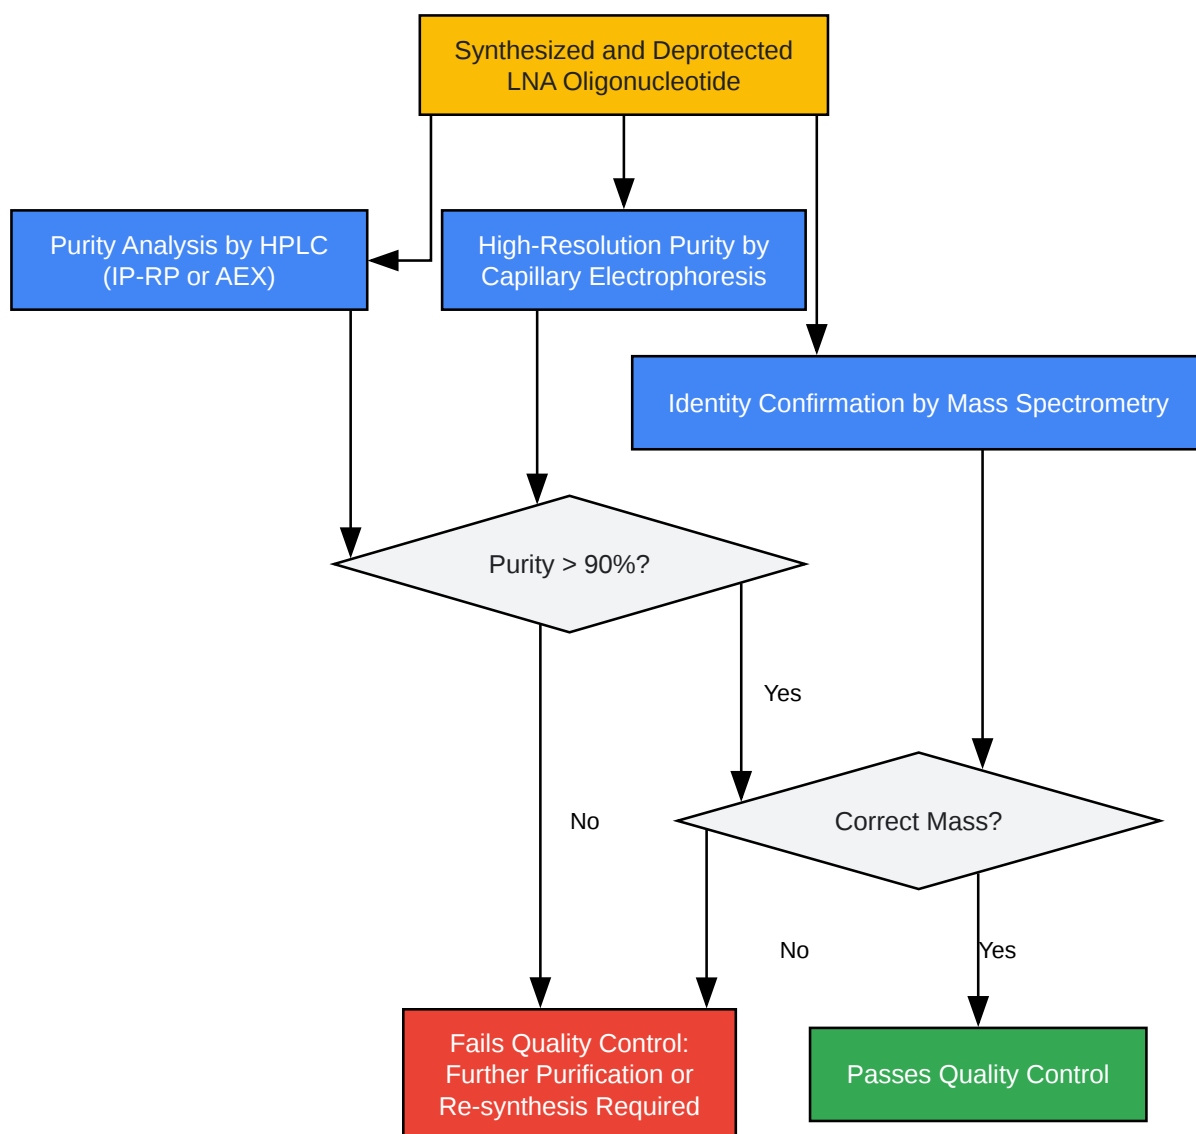 Synthesized and Deprotected
LNA Oligonucleotide
Purity Analysis by HPLC
(IP-RP or AEX)
High-Resolution Purity by
Capillary Electrophoresis
Identity Confirmation by Mass Spectrometry
Purity > 90%?
Yes
No
Correct Mass?
No
Yes
Fails Quality Control:
Further Purification or
Re-synthesis Required
Passes Quality Control